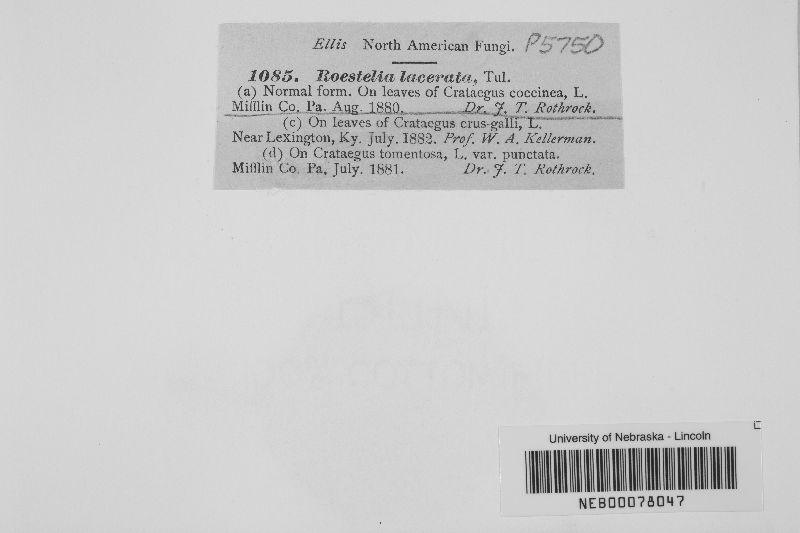 Ellis North American Fungi. P5750
1085. Roestelia lacerata, Tul.
(a) Normal form. On leaves of Crataegus coccinea, L.
Mifflin Co. Pa. Aug. 1880. Dr. J. T. Rothrock.
(c) On leaves of Crataegus crus-galli, L.
Near Lexington, Ky. July. 1882. Prof. W. A. Kellerman.
(d) On Crataegus tomentosa, L. var. punctata.
Mifflin Co. Pa, July. 1881. Dr. J. T. Rothrock.
University of Nebraska - Lincoln
NEB00078047